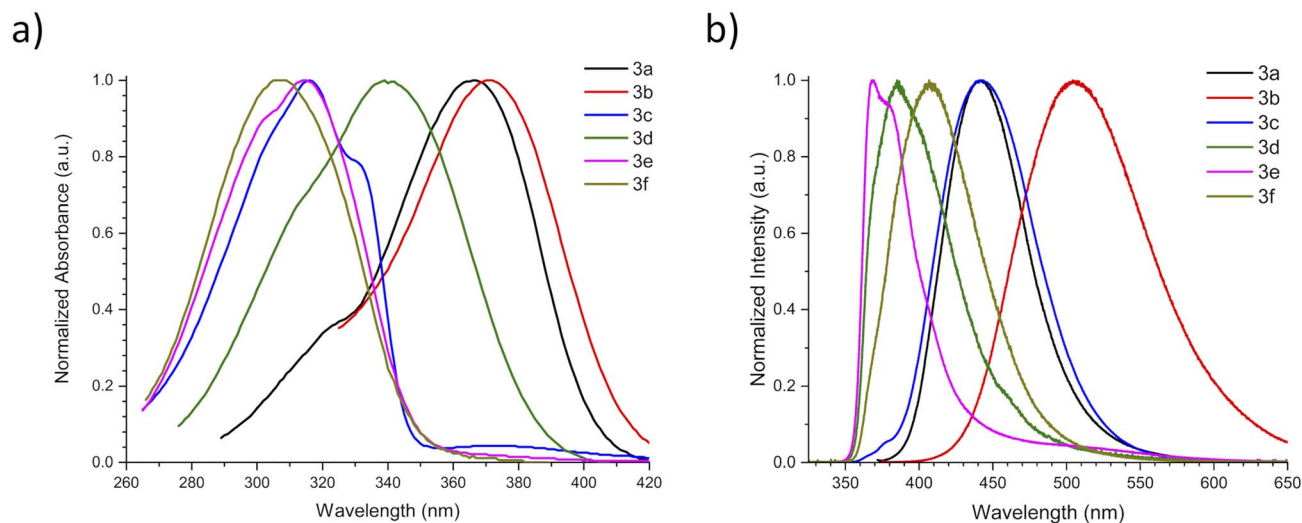 a)
3a
3b
3c
3d
3e
3f
1.0
0.8
0.6
0.4
0.2
0.0
Normalized Absorbance (a.u.)
260 280 300 320 340 360 380 400 420
Wavelength (nm)
b)
3a
3b
3c
3d
3e
3f
1.0
0.8
0.6
0.4
0.2
0.0
Normalized Intensity (a.u.)
350 400 450 500 550 600 650
Wavelength (nm)